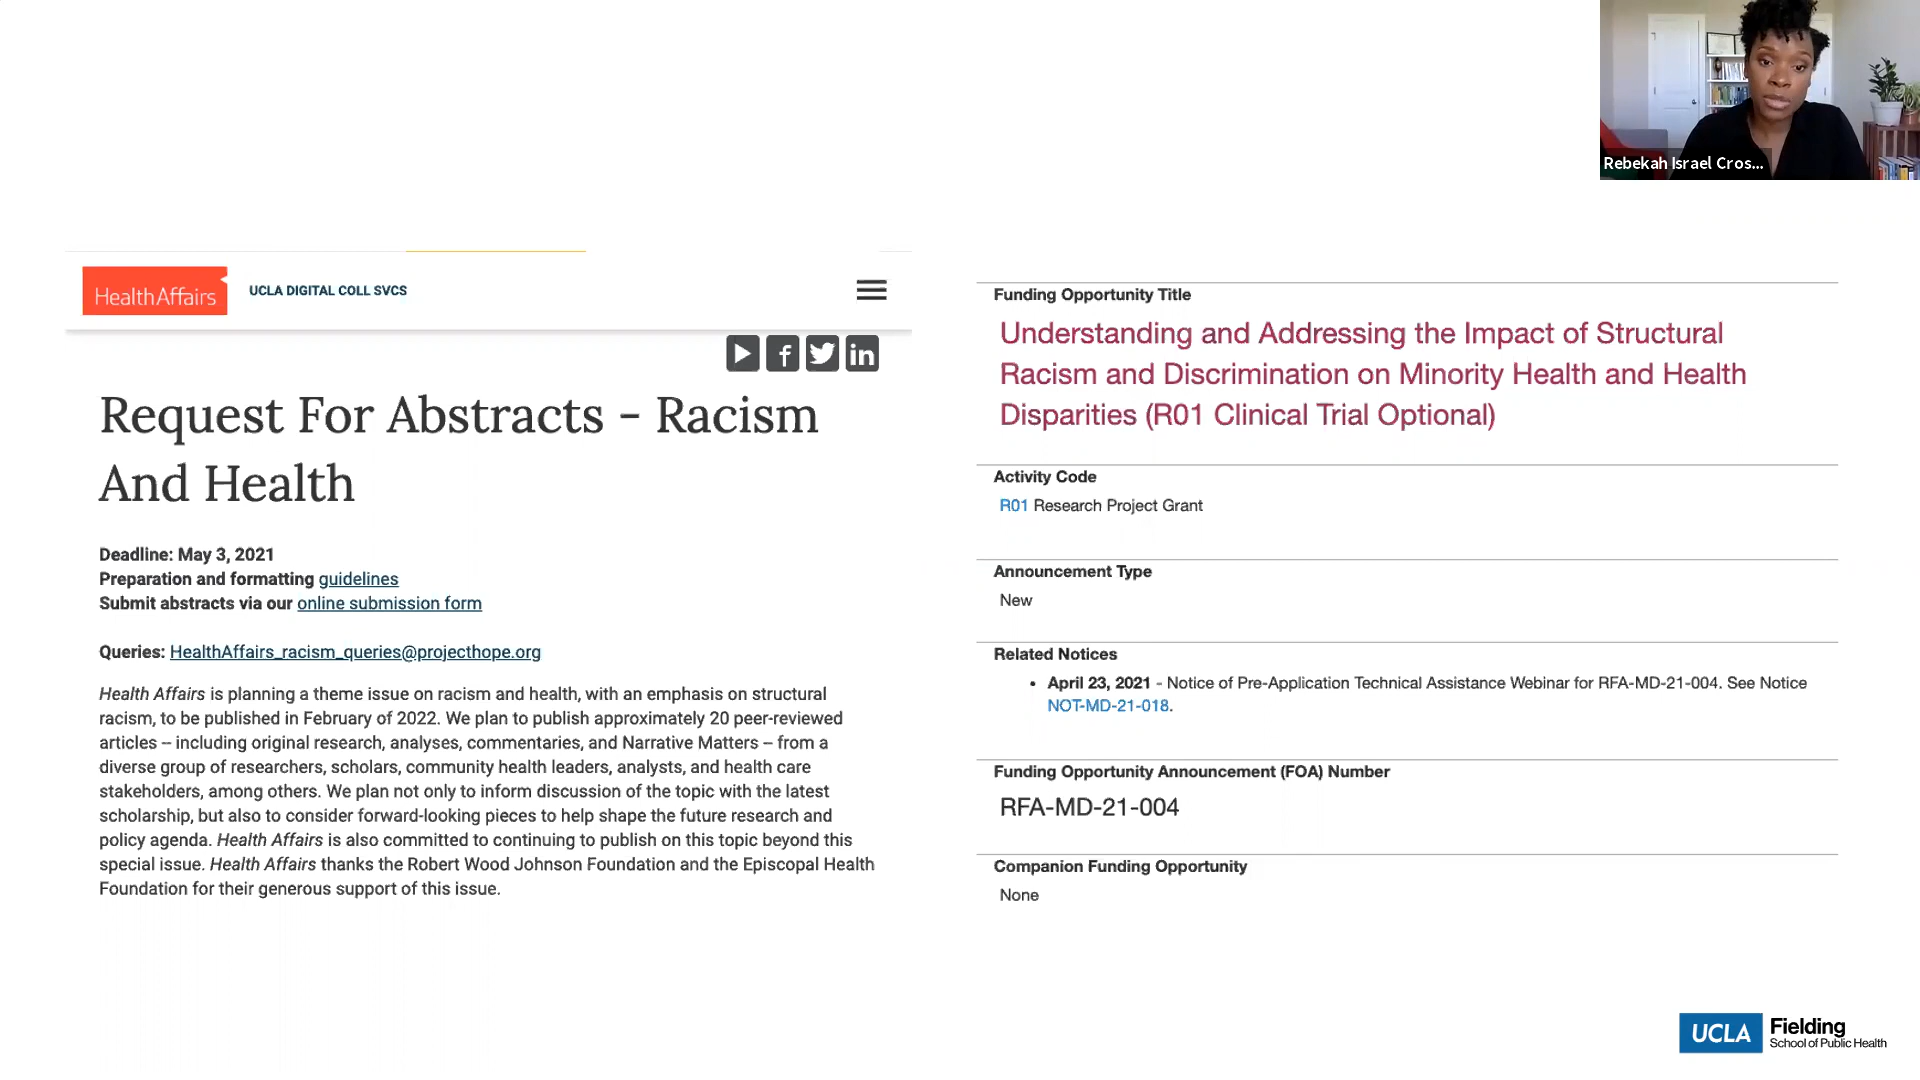 Rebekah Israel Cros...
HealthAffairs
UCLA DIGITAL COLL SVCS
Request For Abstracts - Racism
And Health
Deadline: May 3, 2021
Preparation and formatting guidelines
Submit abstracts via our online submission form
Queries: HealthAffairs_racism_queries@projecthope.org
Health Affairs is planning a theme issue on racism and health, with an emphasis on structural
racism, to be published in February of 2022. We plan to publish approximately 20 peer-reviewed
articles – including original research, analyses, commentaries, and Narrative Matters – from a
diverse group of researchers, scholars, community health leaders, analysts, and health care
stakeholders, among others. We plan not only to inform discussion of the topic with the latest
scholarship, but also to consider forward-looking pieces to help shape the future research and
policy agenda. Health Affairs is also committed to continuing to publish on this topic beyond this
special issue. Health Affairs thanks the Robert Wood Johnson Foundation and the Episcopal Health
Foundation for their generous support of this issue.
Funding Opportunity Title
Understanding and Addressing the Impact of Structural
Racism and Discrimination on Minority Health and Health
Disparities (R01 Clinical Trial Optional)
Activity Code
R01 Research Project Grant
Announcement Type
New
Related Notices
• April 23, 2021 - Notice of Pre-Application Technical Assistance Webinar for RFA-MD-21-004. See Notice
NOT-MD-21-018.
Funding Opportunity Announcement (FOA) Number
RFA-MD-21-004
Companion Funding Opportunity
None
UCLA Fielding
School of Public Health